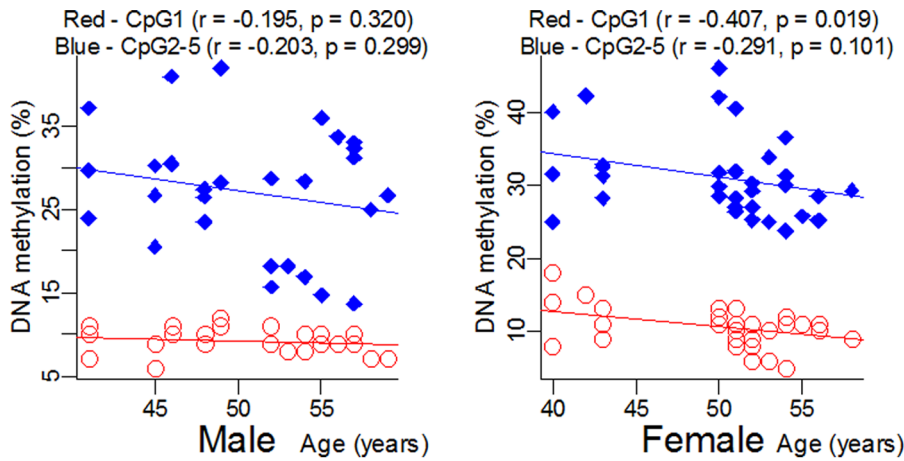 Red - CpG1 (r = -0.195, p = 0.320)
Blue - CpG2-5 (r = -0.203, p = 0.299)
DNA methylation (%)
35
25
15
5
45 50 55
Male Age (years)
Red - CpG1 (r = -0.407, p = 0.019)
Blue - CpG2-5 (r = -0.291, p = 0.101)
DNA methylation (%)
40
30
20
10
40 45 50 55
Female Age (years)